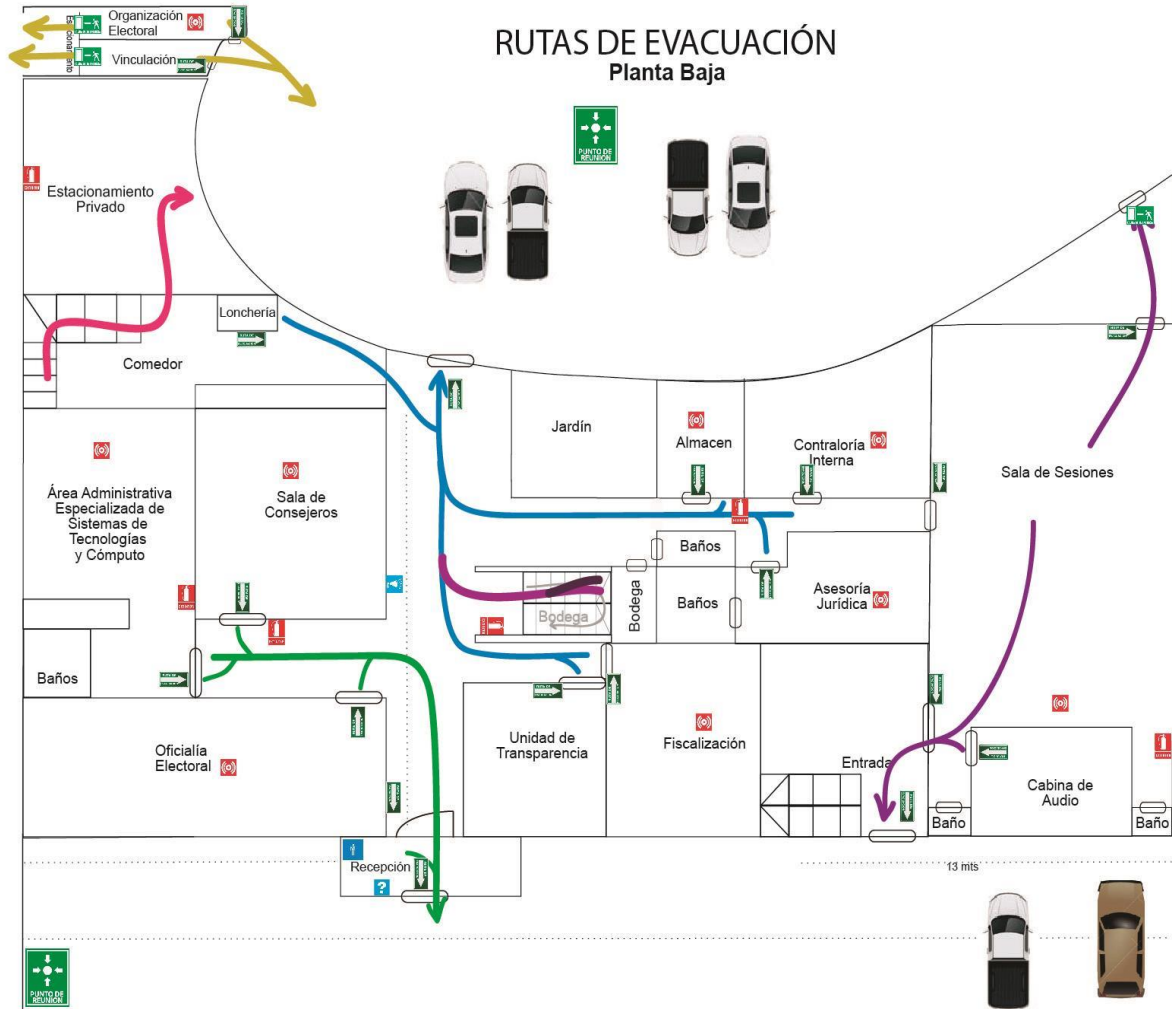 RUTAS DE EVACUACIÓN
Planta Baja
Organización
Electoral
Vinculación
Estacionamiento
PUNTO DE
REUNIÓN
Estacionamiento
Privado
Lonchería
Comedor
Jardín
Almacen
Contraloría
Interna
Sala de Sesiones
Área Administrativa
Especializada de
Sistemas de
Tecnologías
y Cómputo
Sala de
Consejeros
Baños
Baños
Bodega
Bodega
Asesoría
Jurídica
Baños
Oficialía
Electoral
Unidad de
Transparencia
Fiscalización
Entrada
Cabina de
Audio
Baño
Baño
Recepción
?
13 mts
PUNTO DE
REUNIÓN